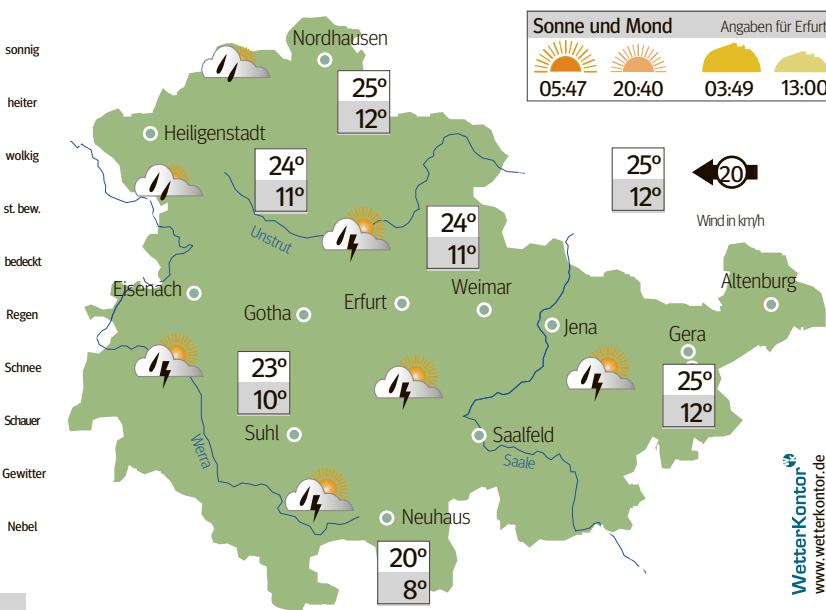 Sonne und Mond Angaben für Erfurt
05:47 20:40 03:49 13:00
sonnig
heiter
wolkig
st. bew.
bedeckt
Regen
Schnee
Schauer
Gewitter
Nebel
Nordhausen
25°
12°
Heiligenstadt
24°
11°
25°
12°
20
Wind in km/h
Unstrut
24°
11°
Eisenach
Gotha
Erfurt
Weimar
Jena
Altenburg
Gera
25°
12°
23°
10°
Suhl
Werra
Saalfeld
Saale
Neuhaus
20°
8°
WetterKontor
www.wetterkontor.de